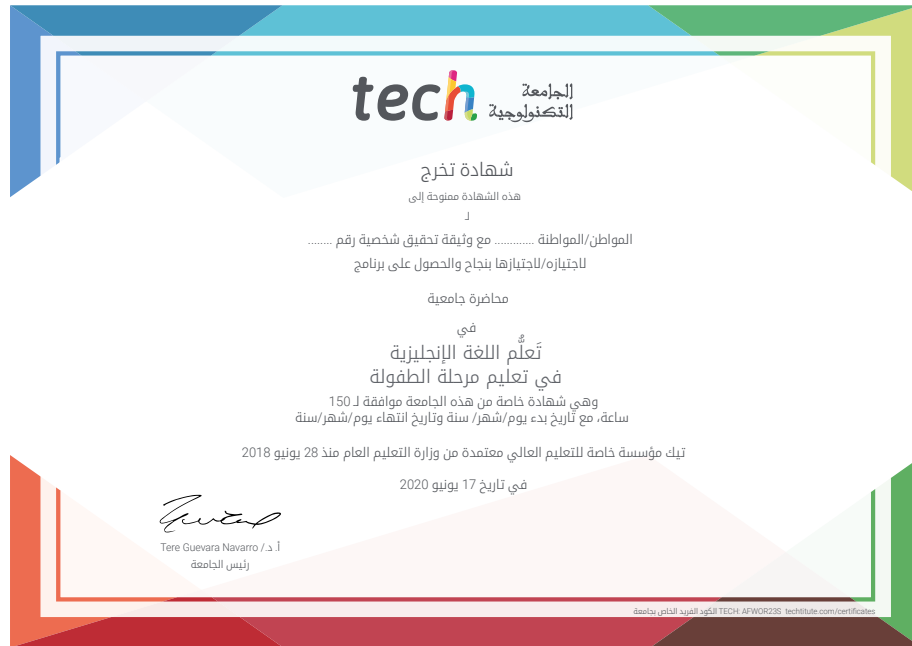 tech الجامعة
التكنولوجية
شهادة تخرج
هذه الشهادة ممنوحة إلى
لـ
المواطن/المواطنة ............ مع وثيقة تحقيق شخصية رقم ........
لاجتيازه/لاجتيازها بنجاح والحصول على برنامج
محاضرة جامعية
في
تَعلُّم اللغة الإنجليزية
في تعليم مرحلة الطفولة
وهي شهادة خاصة من هذه الجامعة موافقة لـ 150
ساعة، مع تاريخ بدء يوم/شهر/ سنة وتاريخ انتهاء يوم/شهر/سنة
تيك مؤسسة خاصة للتعليم العالي معتمدة من وزارة التعليم العام منذ 28 يونيو 2018
في تاريخ 17 يونيو 2020
أ. د./ Tere Guevara Navarro
رئيس الجامعة
الكود الفريد الخاص بجامعة TECH: AFWOR23S techtitute.com/certificates